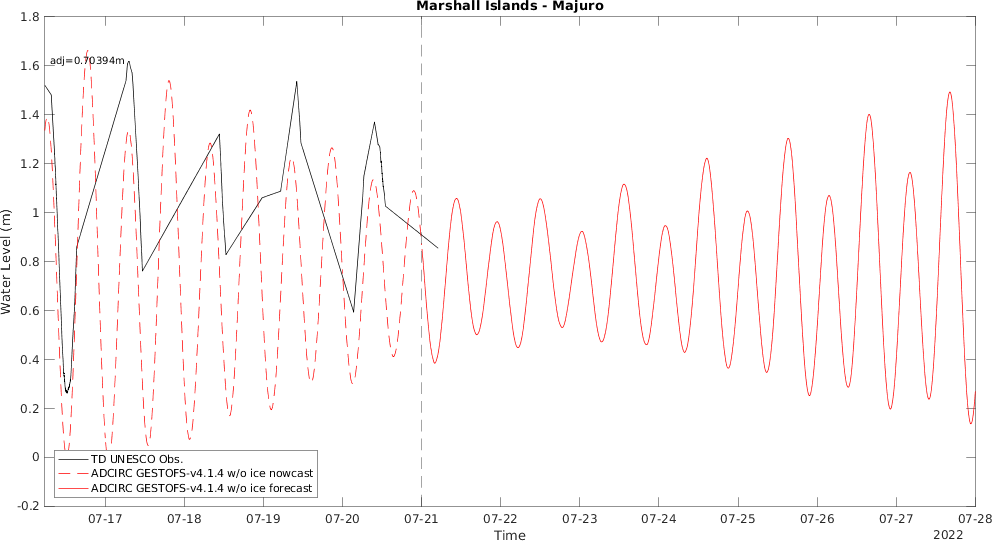 Marshall Islands - Majuro
1.8
1.6
1.4
1.2
1
0.8
0.6
0.4
0.2
0
-0.2
Water Level (m)
adj=0.70394m
TD UNESCO Obs.
ADCIRC GESTOFS-v4.1.4 w/o ice nowcast
ADCIRC GESTOFS-v4.1.4 w/o ice forecast
07-17 07-18 07-19 07-20 07-21 07-22 07-23 07-24 07-25 07-26 07-27 07-28
Time
2022